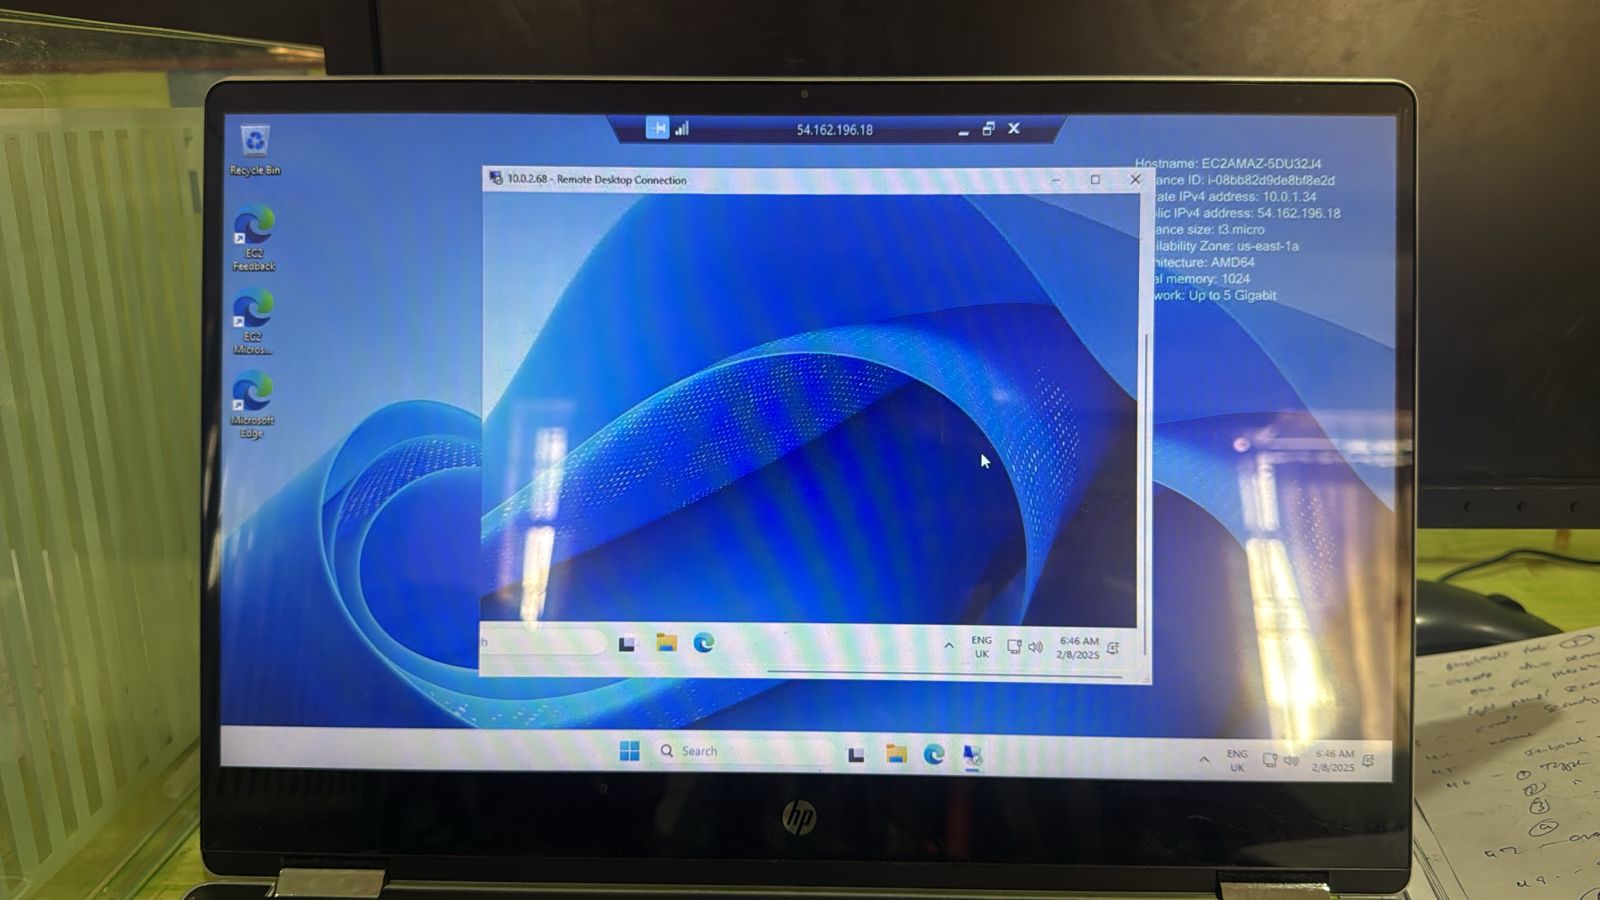 54.162.196.18
Recycle Bin
EC2
Feedback
EC2
Micros...
Microsoft
Edge
Hostname: EC2AMAZ-5DU32J4
ance ID: i-08bb82d9de8bf8e2d
ate IPv4 address: 10.0.1.34
lic IPv4 address: 54.162.196.18
ance size: t3.micro
ilability Zone: us-east-1a
hitecture: AMD64
al memory: 1024
work: Up to 5 Gigabit
10.0.2.68 - Remote Desktop Connection
h
ENG
UK
6:46 AM
2/8/2025
Search
ENG
UK
6:46 AM
2/8/2025
hp